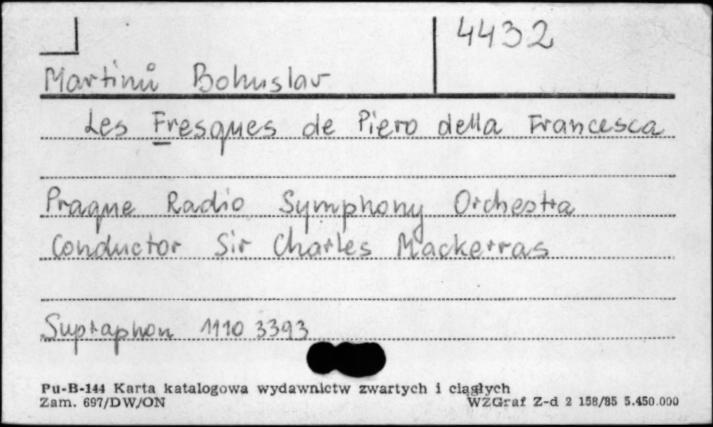 4432
Martinů Bohuslav
Les Fresques de Piero della Francesca
Prague Radio Symphony Orchestra
Conductor Sir Charles Mackerras
Supraphon 1110 3393
Pu-B-144 Karta katalogowa wydawnictw zwartych i ciągłych
Zam. 697/DW/ON WZGraf Z-d 2 158/85 5.450.000